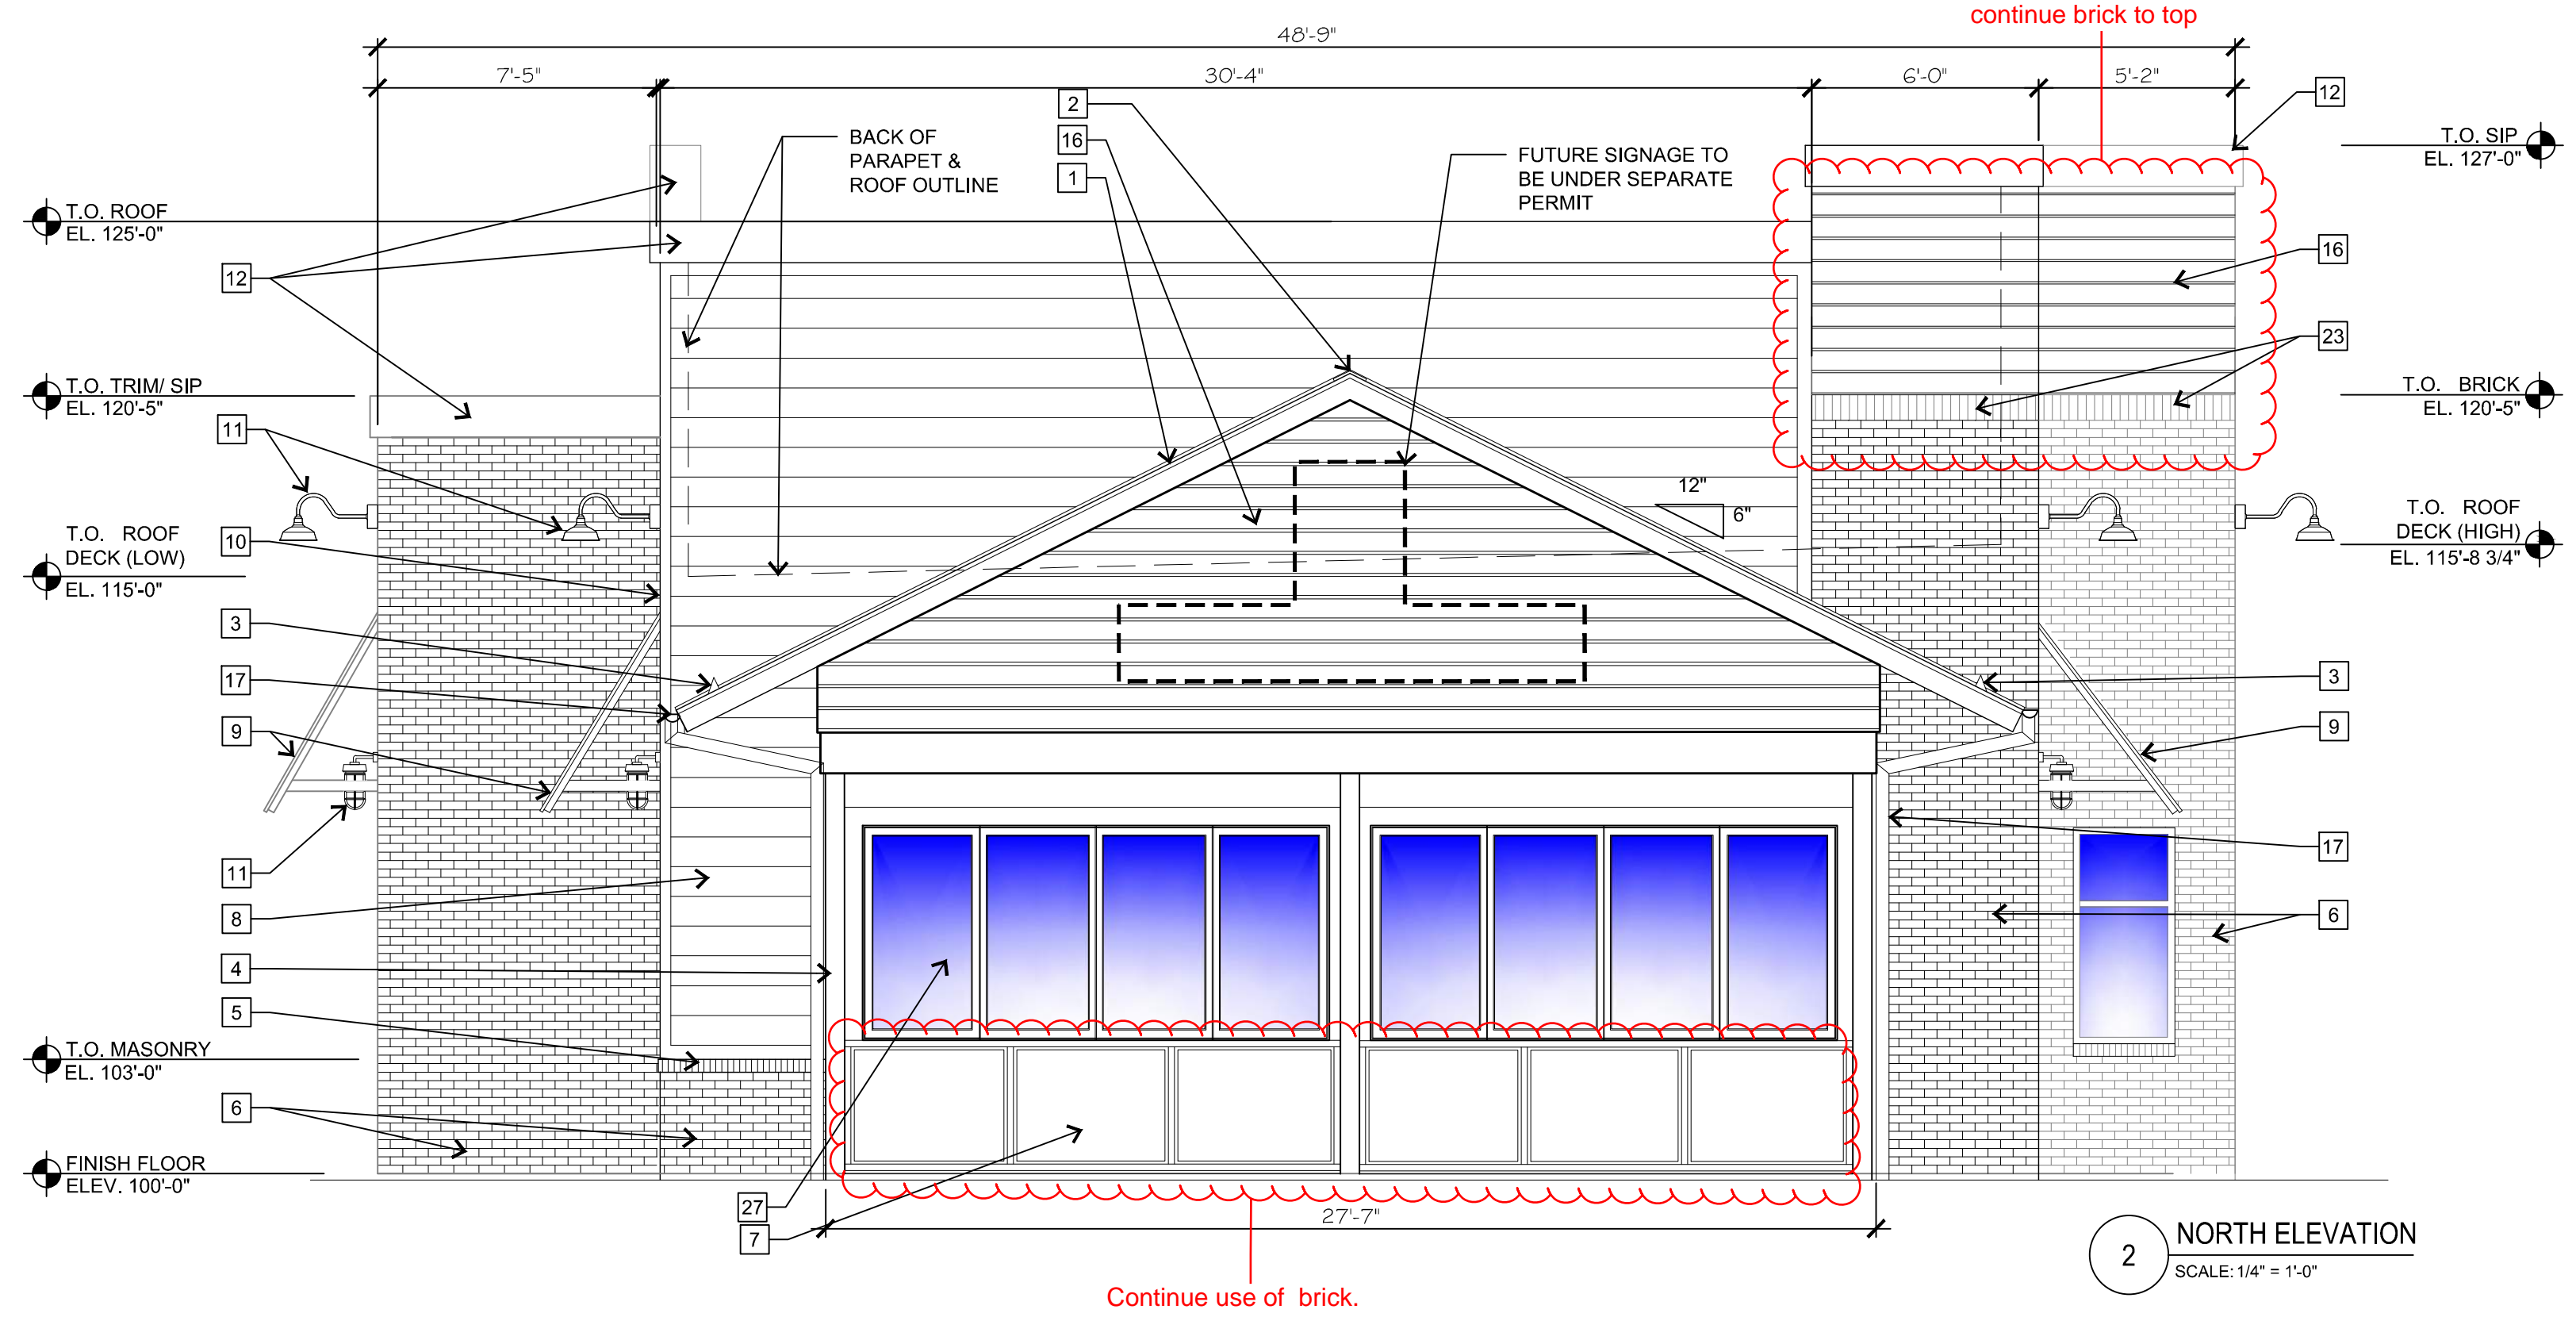 continue brick to top
48'-9"
7'-5"
30'-4"
6'-0"
5'-2"
2
16
1
BACK OF
PARAPET &
ROOF OUTLINE
FUTURE SIGNAGE TO
BE UNDER SEPARATE
PERMIT
12
T.O. SIP
EL. 127'-0"
T.O. ROOF
EL. 125'-0"
12
16
23
T.O. TRIM/ SIP
EL. 120'-5"
T.O. BRICK
EL. 120'-5"
11
12"
6"
T.O. ROOF
DECK (LOW)
EL. 115'-0"
10
T.O. ROOF
DECK (HIGH)
EL. 115'-8 3/4"
3
17
9
3
9
11
8
4
5
17
6
T.O. MASONRY
EL. 103'-0"
6
FINISH FLOOR
ELEV. 100'-0"
27
7
27'-7"
Continue use of brick.
2
NORTH ELEVATION
SCALE: 1/4" = 1'-0"